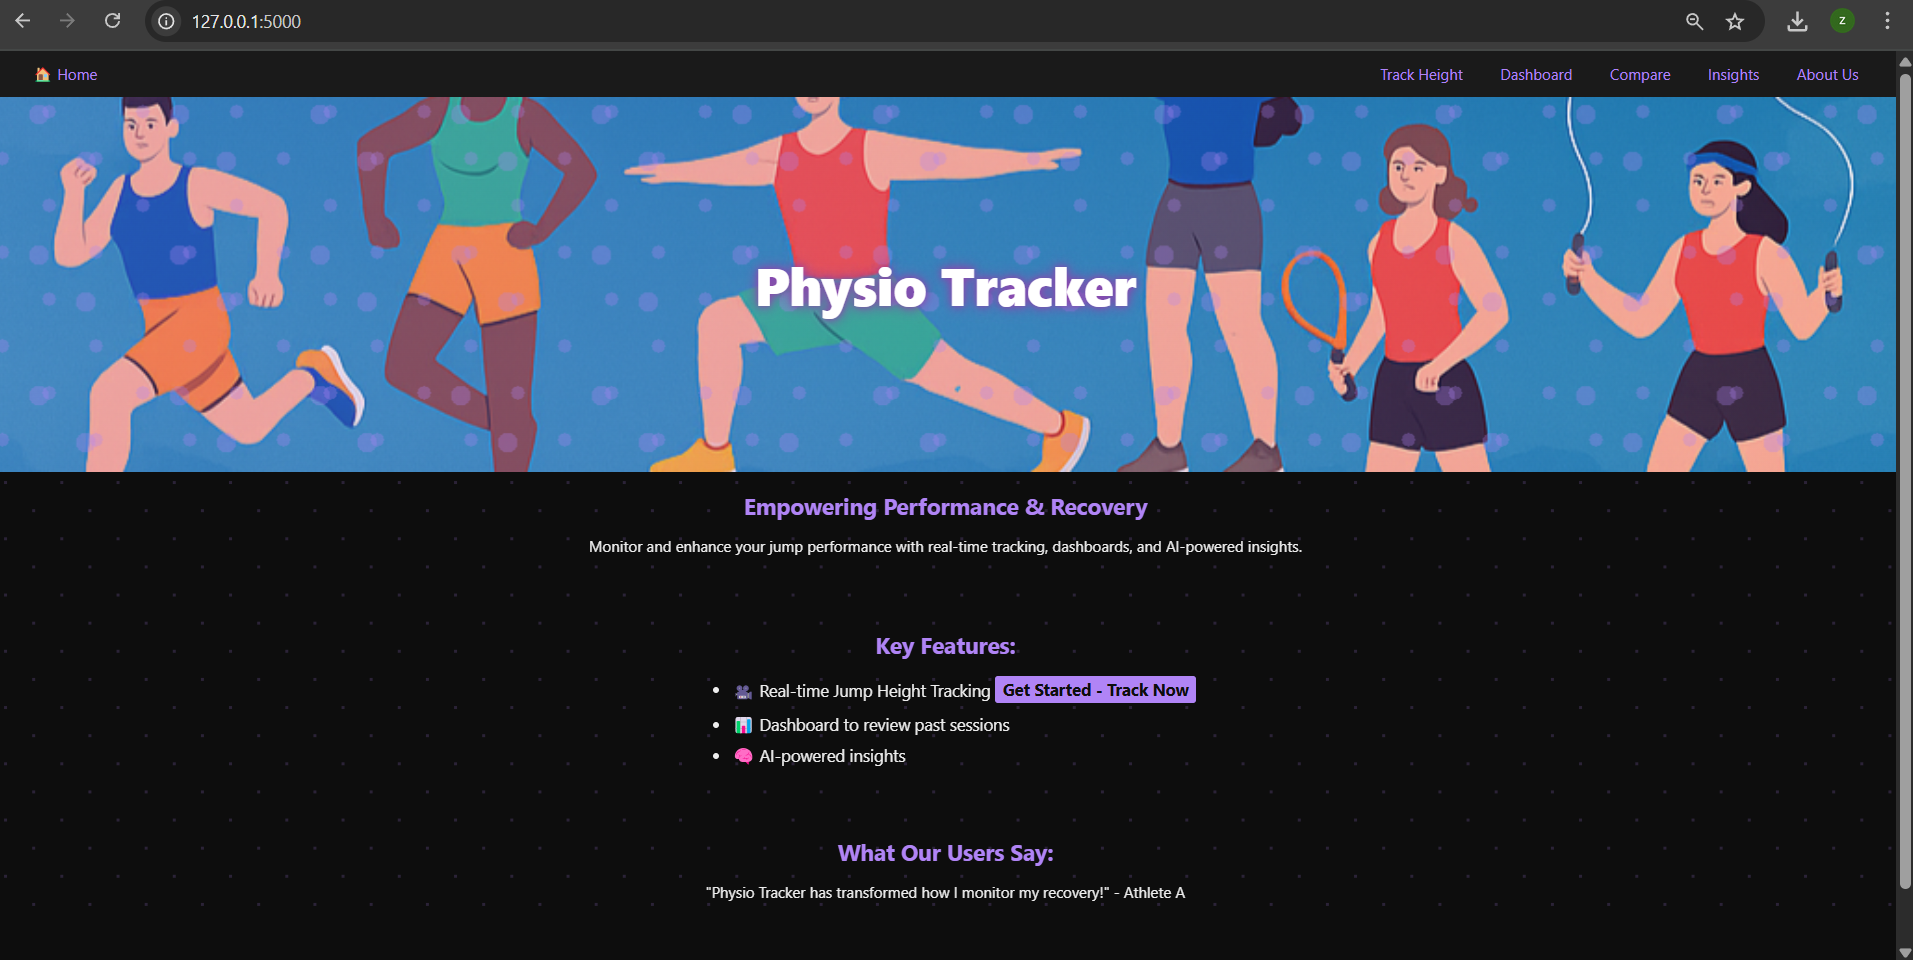 127.0.0.1:5000
Z
🏠 Home
Track Height
Dashboard
Compare
Insights
About Us
Physio Tracker
Empowering Performance & Recovery
Monitor and enhance your jump performance with real-time tracking, dashboards, and AI-powered insights.
Key Features:
• 🎥 Real-time Jump Height Tracking Get Started - Track Now
• 📊 Dashboard to review past sessions
• 🧠 AI-powered insights
What Our Users Say:
"Physio Tracker has transformed how I monitor my recovery!" - Athlete A